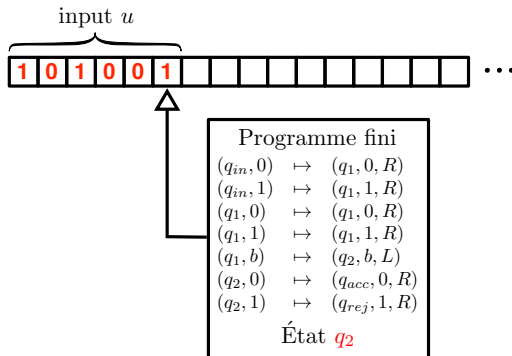 input u
1 0 1 0 0 1
...
Programme fini
(q_in, 0) ↦ (q_1, 0, R)
(q_in, 1) ↦ (q_1, 1, R)
(q_1, 0) ↦ (q_1, 0, R)
(q_1, 1) ↦ (q_1, 1, R)
(q_1, b) ↦ (q_2, b, L)
(q_2, 0) ↦ (q_acc, 0, R)
(q_2, 1) ↦ (q_rej, 1, R)
État q_2